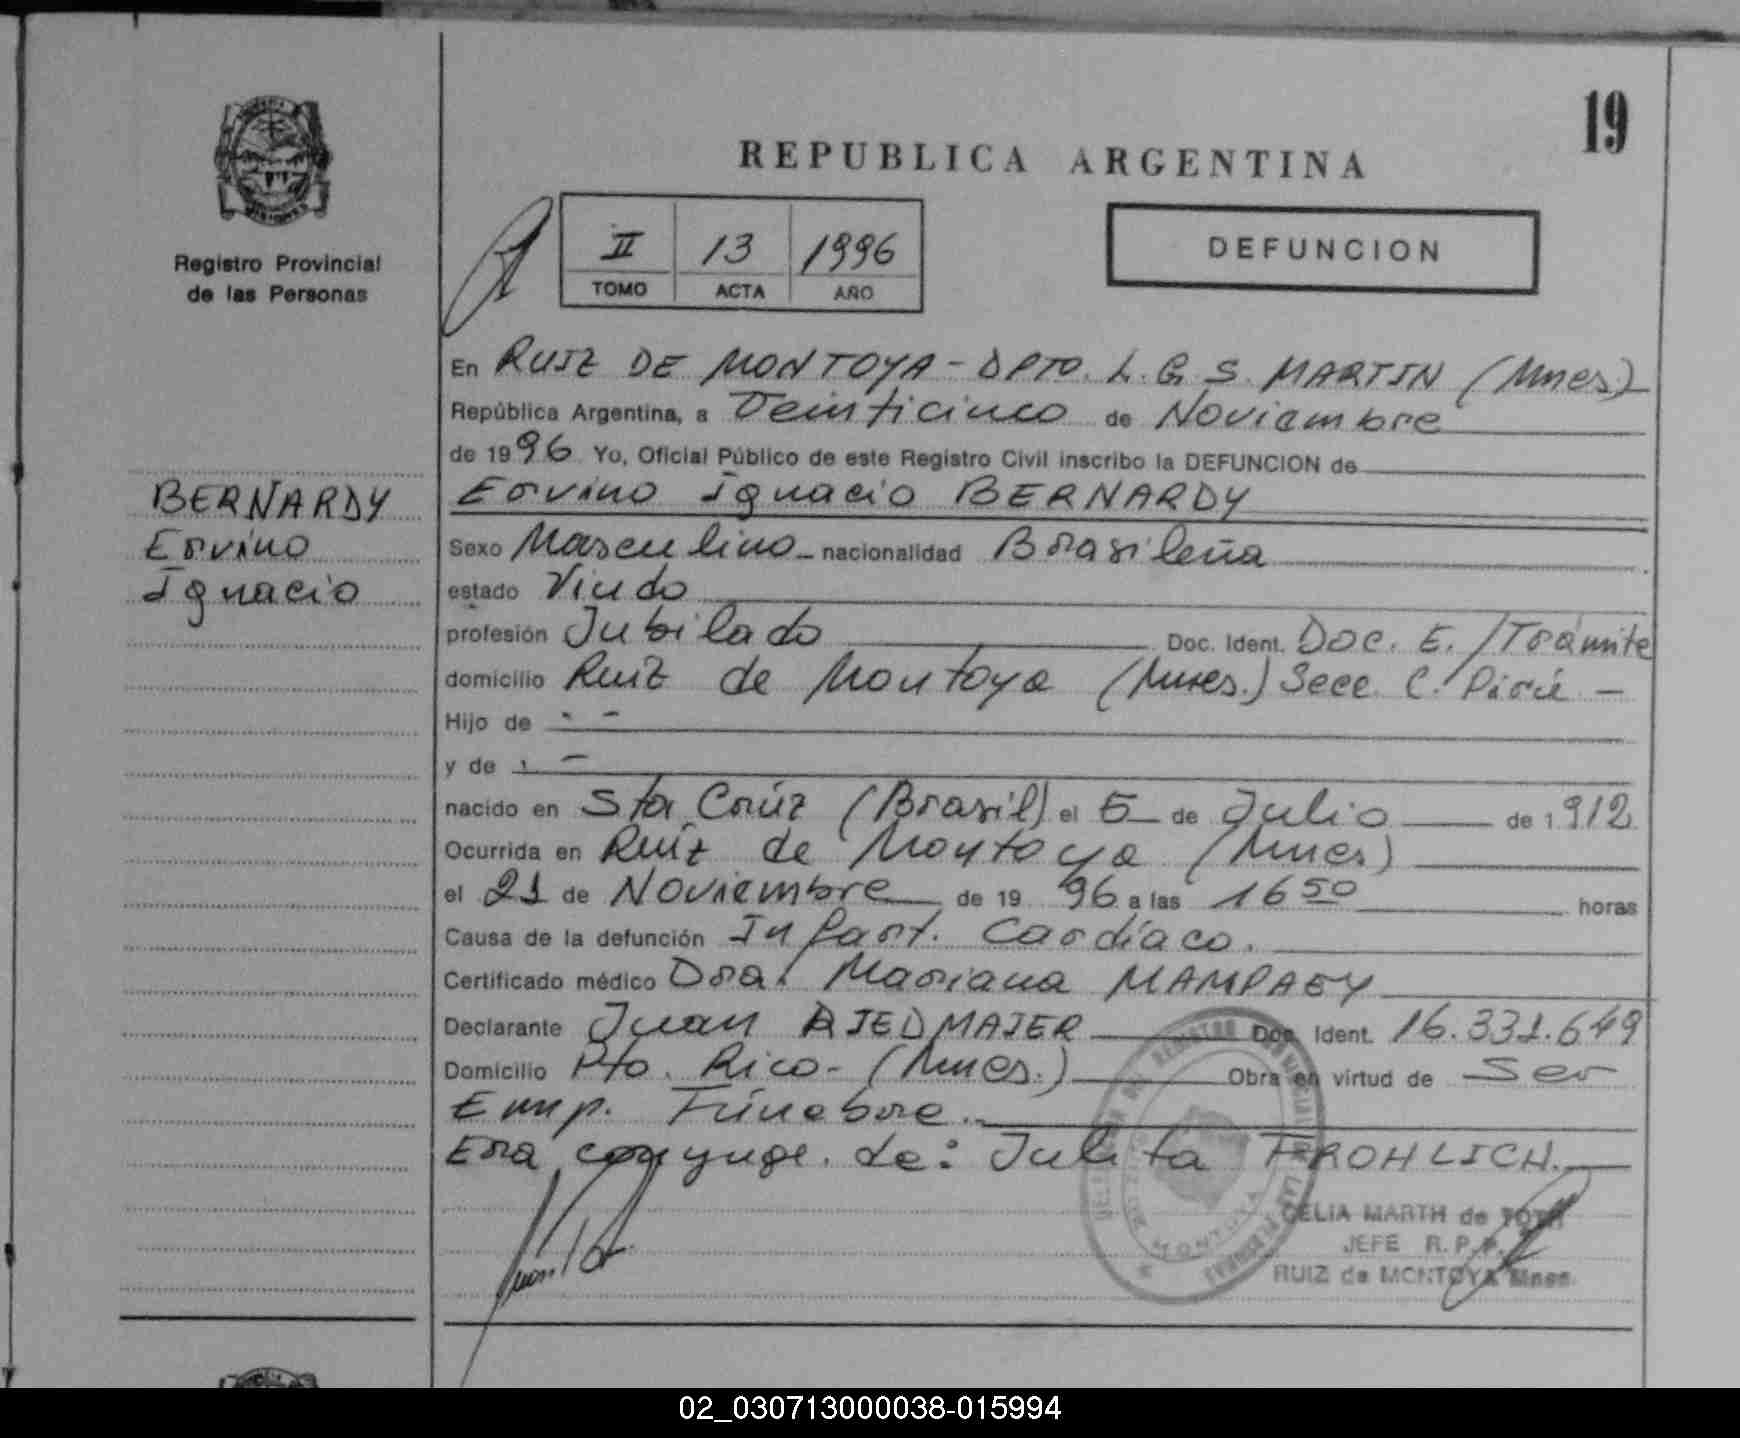 19
REPUBLICA ARGENTINA
Registro Provincial
de las Personas
II 13 1996
TOMO ACTA AÑO
DEFUNCION
BERNARDY
Ervino
Ignacio
En RUIZ DE MONTOYA - DPTO. L. G. S. MARTIN (Mnes.)
República Argentina, a Veinticinco de Noviembre
de 1996 Yo, Oficial Público de este Registro Civil inscribo la DEFUNCION de
Ervino Ignacio BERNARDY
Sexo Masculino - nacionalidad Brasileña
estado Viudo
profesión Jubilado Doc. Ident. Doc. E./Trámite
domicilio Ruiz de Montoya (Mnes.) Secc. C. Pirú -
Hijo de - -
y de - -
nacido en Sta Crúz (Brasil) el 5 de Julio de 1912
Ocurrida en Ruiz de Montoya (Mnes)
el 21 de Noviembre de 1996 a las 16 50 horas
Causa de la defunción Infart. Cardíaco.
Certificado médico Dra. Mariana MAMPAEY
Declarante Juan RIEDMAIER Doc. Ident. 16.331.649
Domicilio Pto. Rico - (Mnes.) Obra en virtud de Ser
Emp. Fúnebre.
Era conyuge. de: Julita FROHLICH.
MONTOYA
CELIA MARTH de TOTH
JEFE R.P.P.
RUIZ de MONTOYA Mnes.
02_030713000038-015994